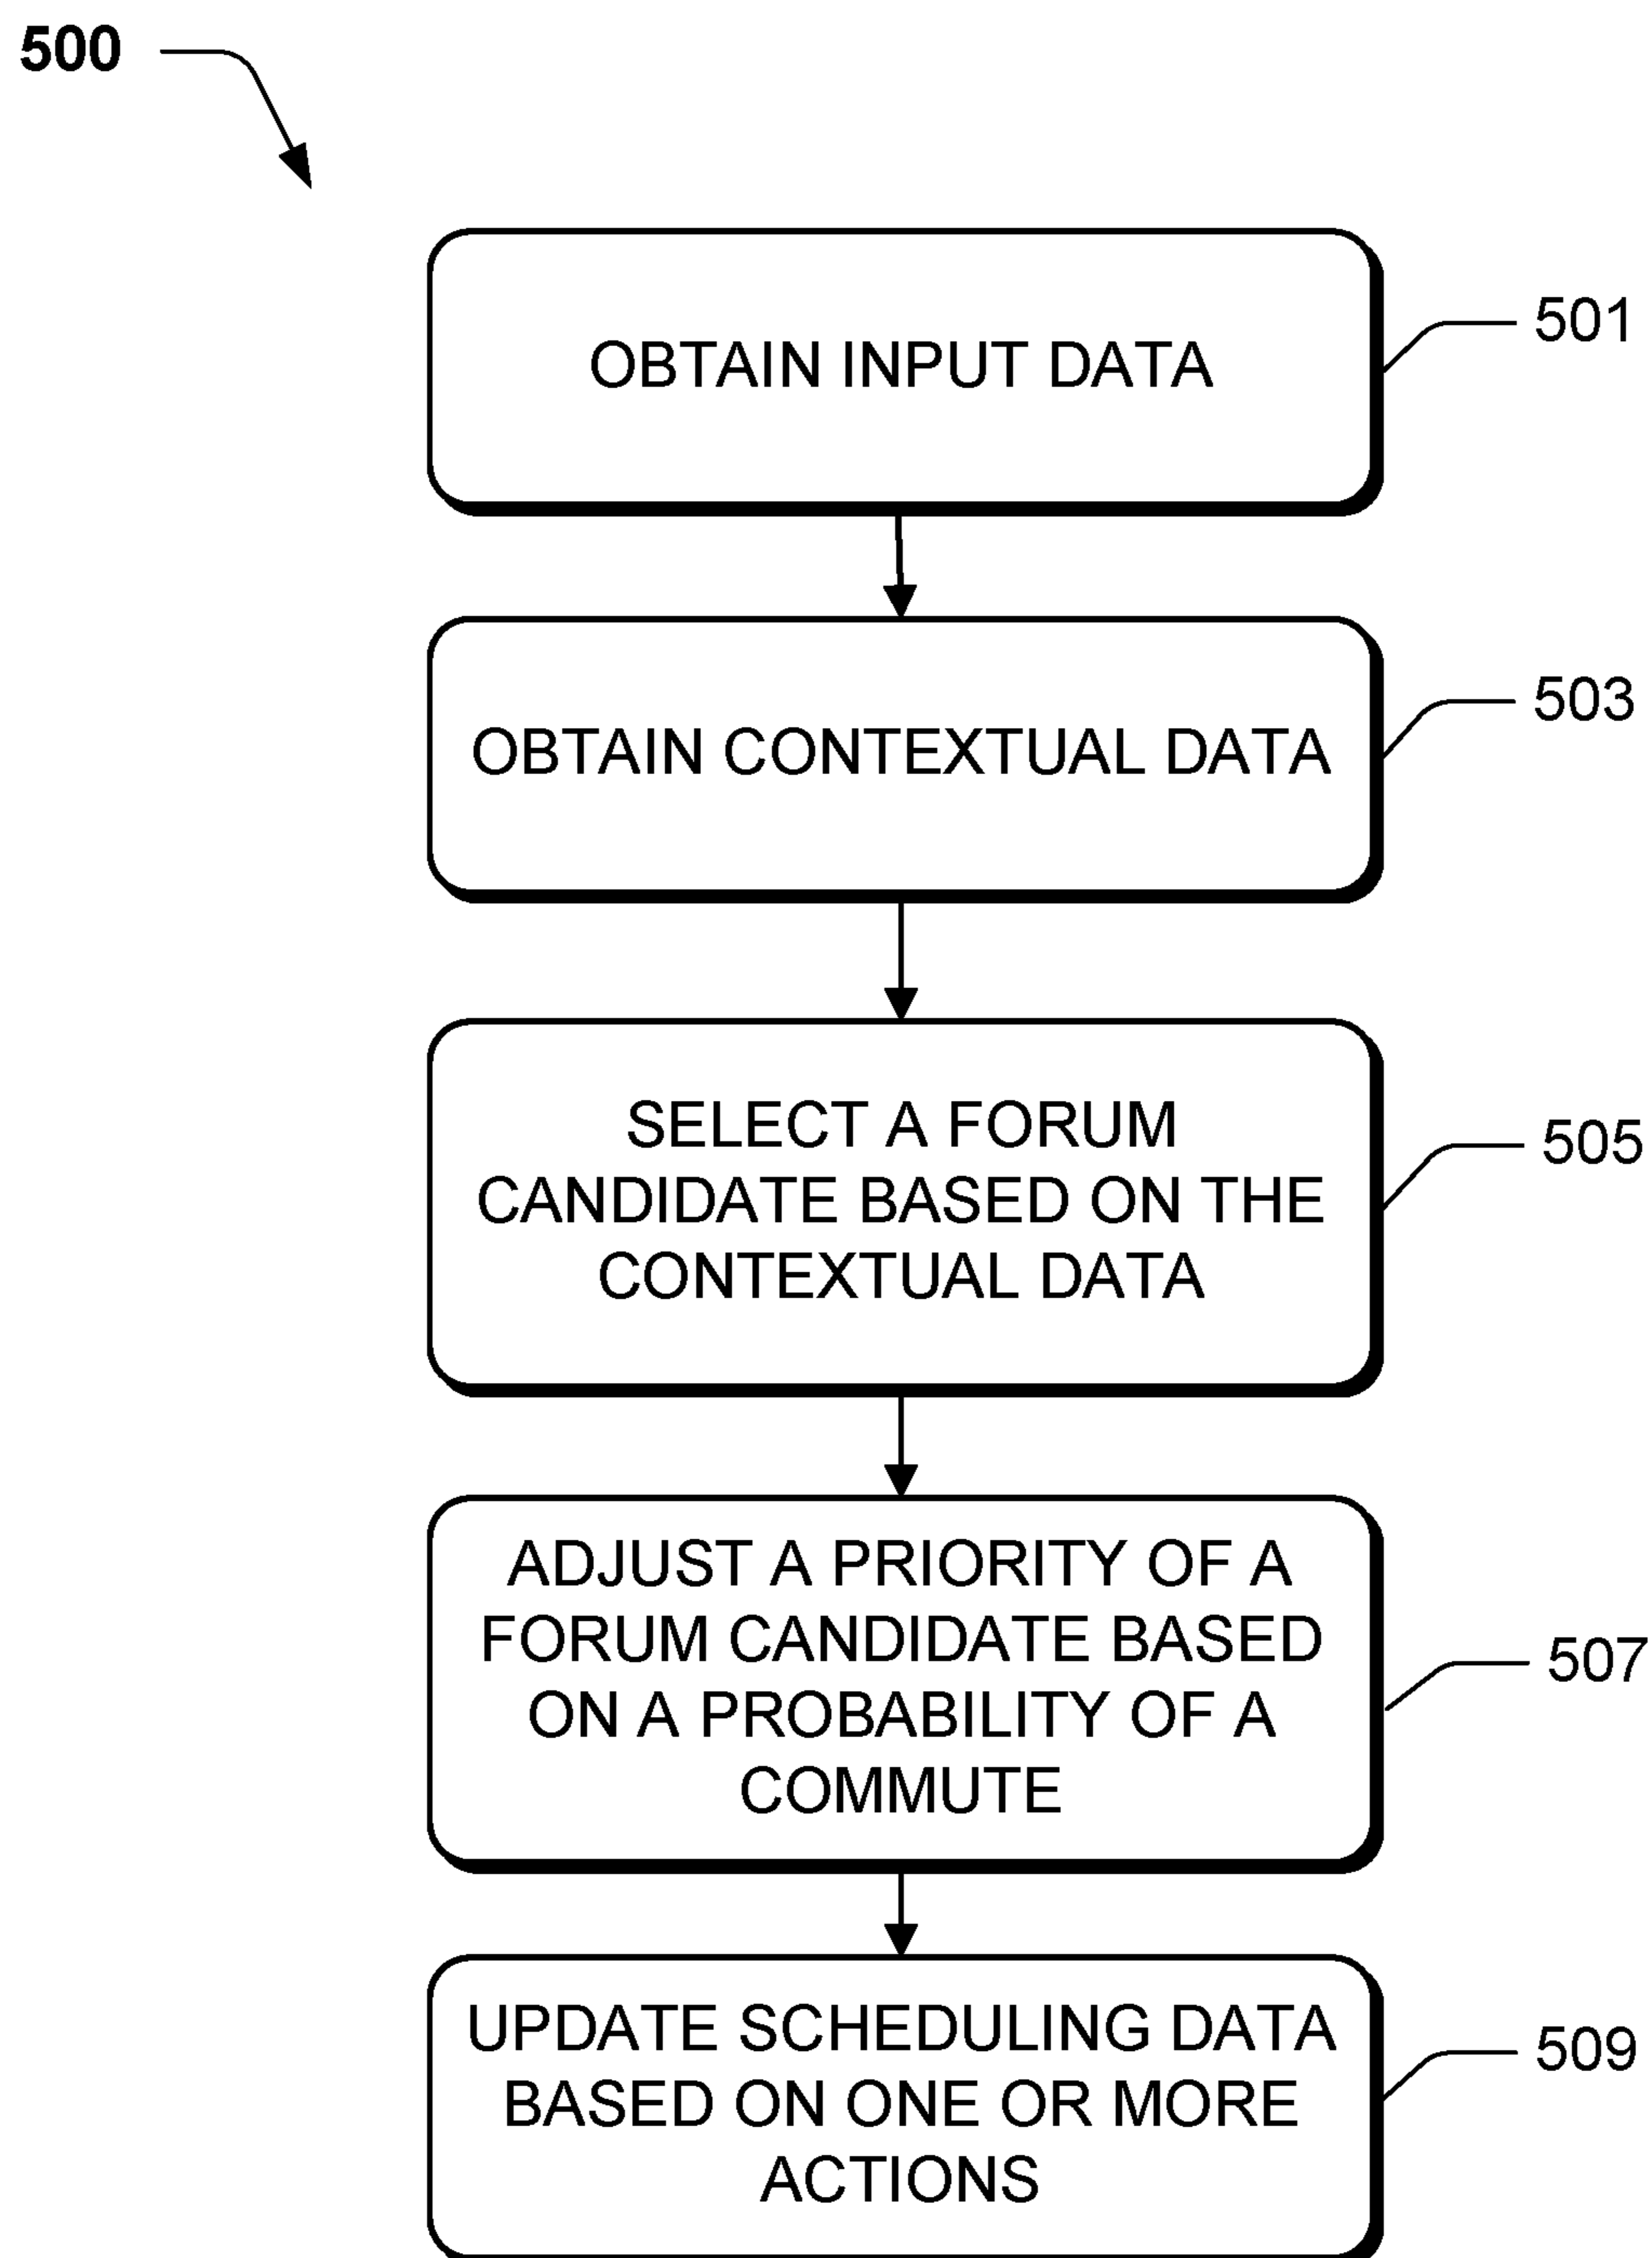 500
OBTAIN INPUT DATA
501
OBTAIN CONTEXTUAL DATA
503
SELECT A FORUM
CANDIDATE BASED ON THE
CONTEXTUAL DATA
505
ADJUST A PRIORITY OF A
FORUM CANDIDATE BASED
ON A PROBABILITY OF A
COMMUTE
507
UPDATE SCHEDULING DATA
BASED ON ONE OR MORE
ACTIONS
509